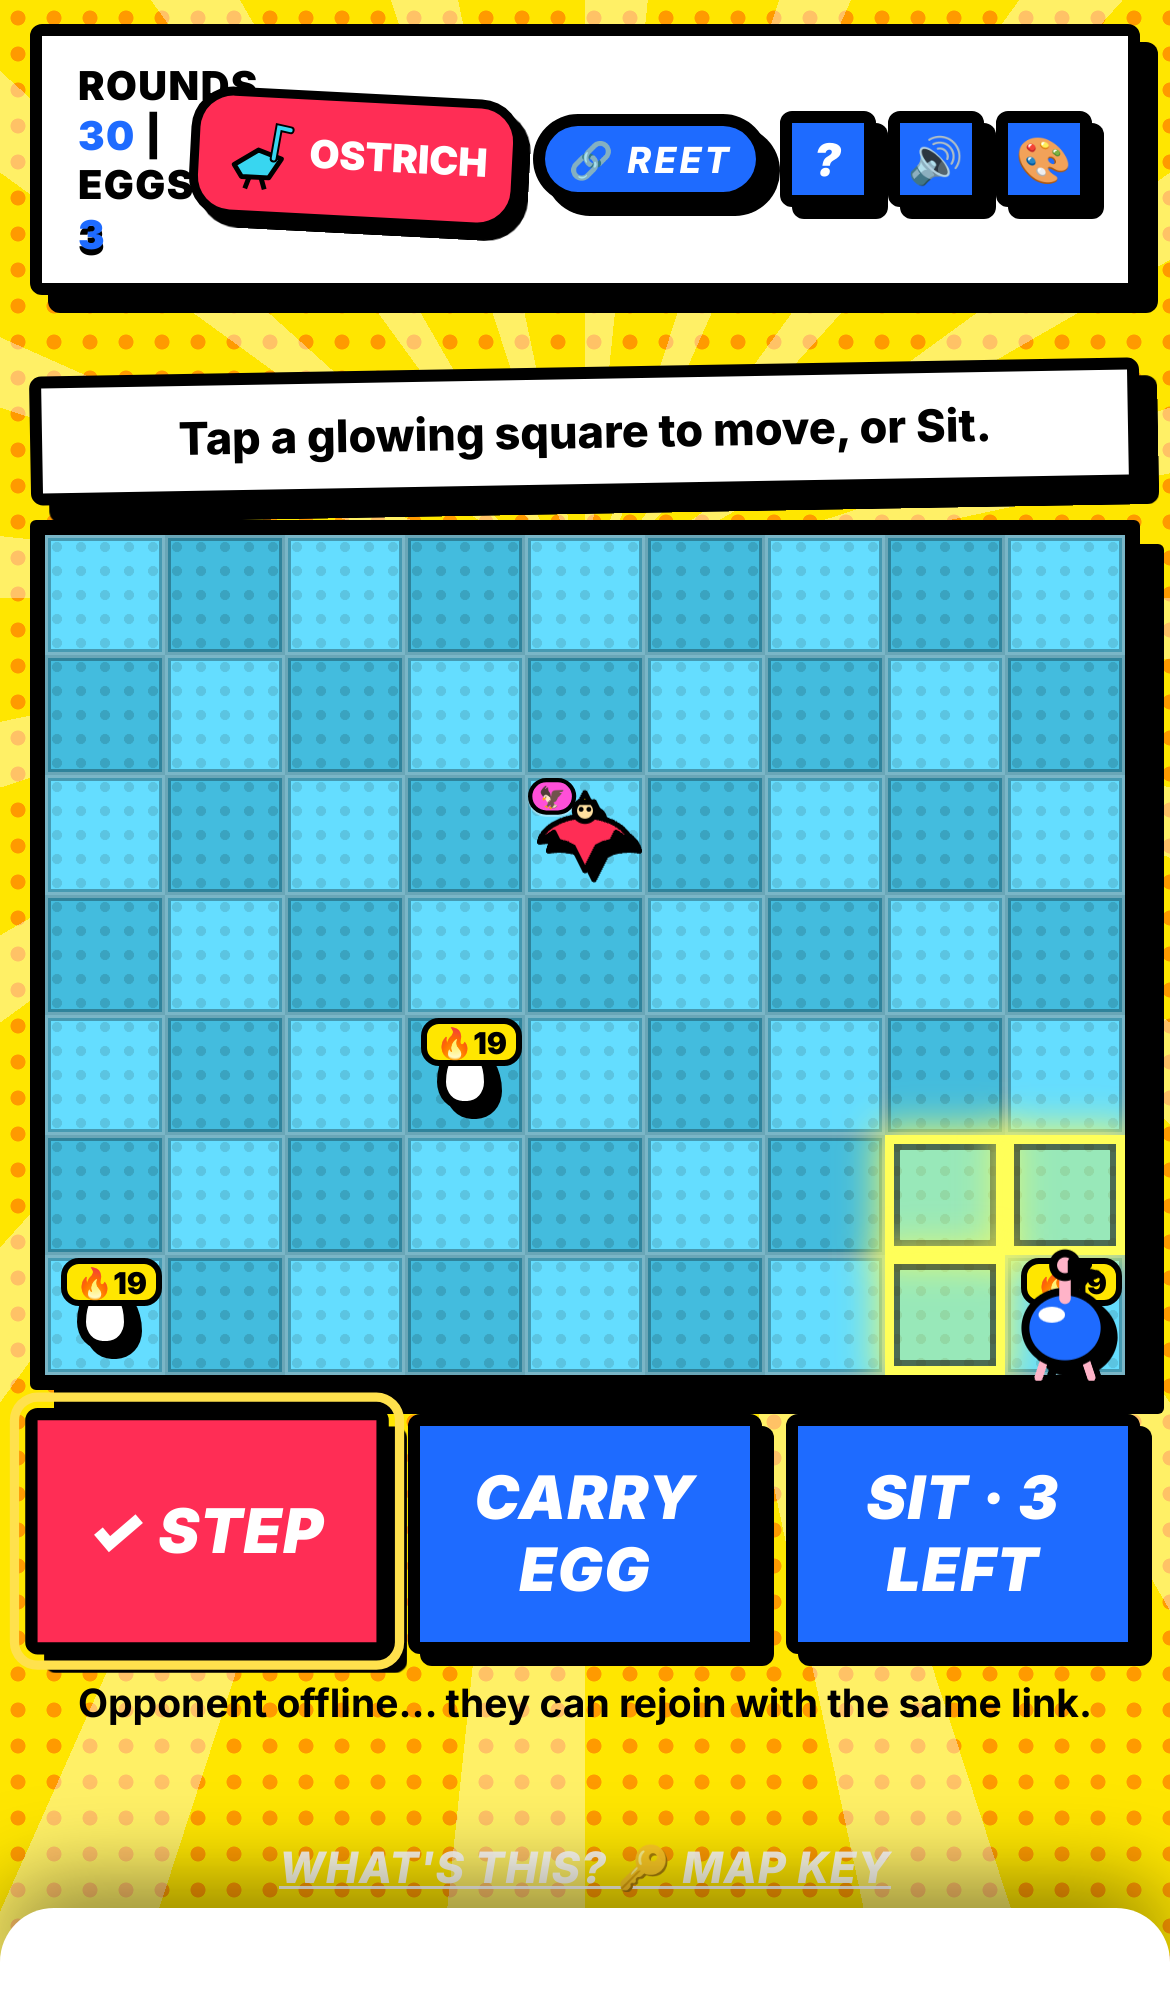 ROUNDS
30 |
EGGS
3
OSTRICH
REET
?
Tap a glowing square to move, or Sit.
19
19
9
✓ STEP
CARRY
EGG
SIT · 3
LEFT
Opponent offline... they can rejoin with the same link.
WHAT'S THIS? 🔑 MAP KEY